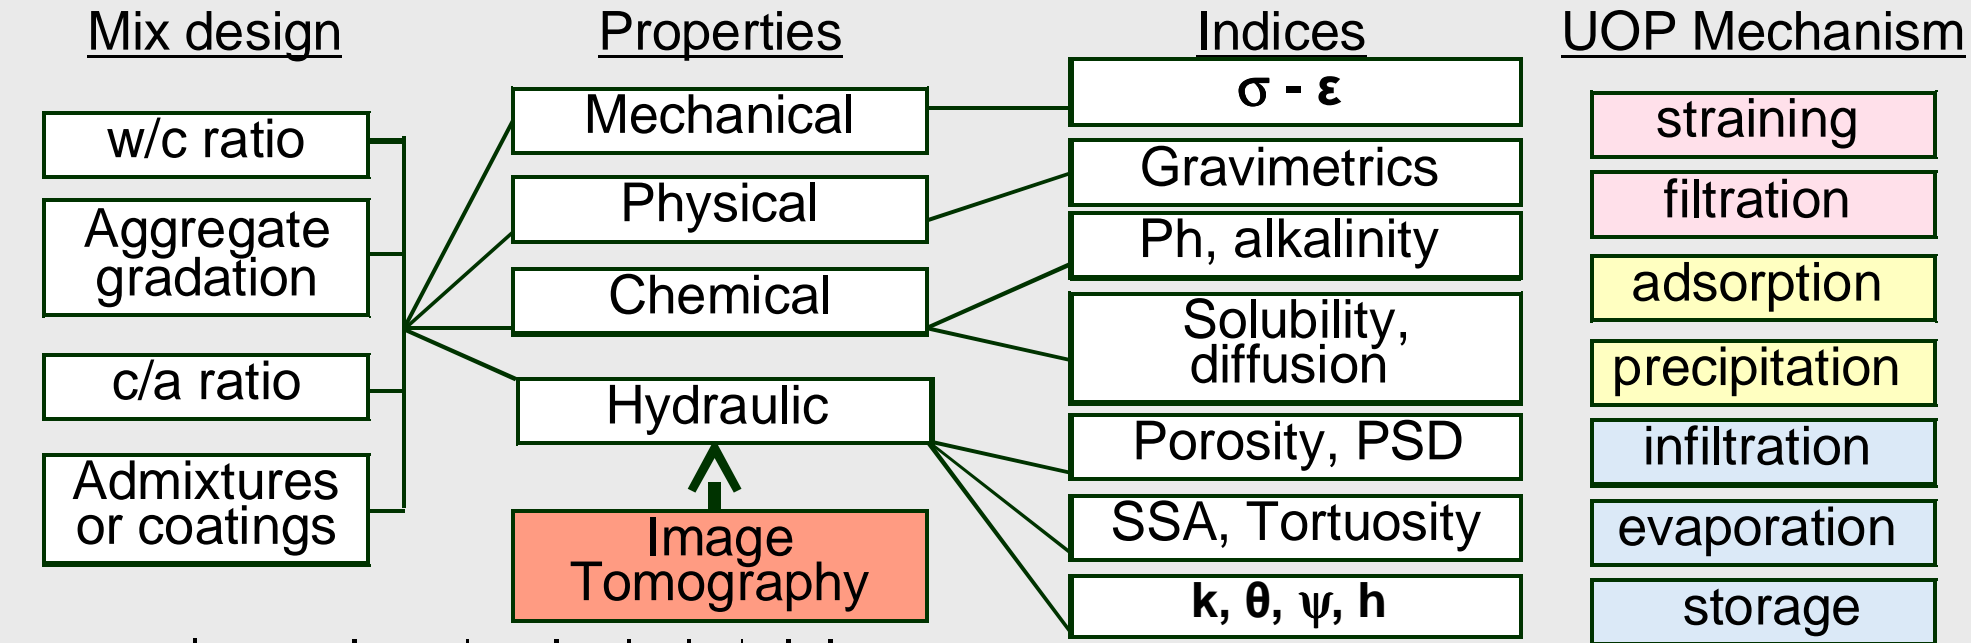 Mix design
w/c ratio
Aggregate
gradation
c/a ratio
Admixtures
or coatings
Properties
Mechanical
Physical
Chemical
Hydraulic
Image
Tomography
Indices
σ - ε
Gravimetrics
Ph, alkalinity
Solubility,
diffusion
Porosity, PSD
SSA, Tortuosity
k, θ, ψ, h
UOP Mechanism
straining
filtration
adsorption
precipitation
infiltration
evaporation
storage